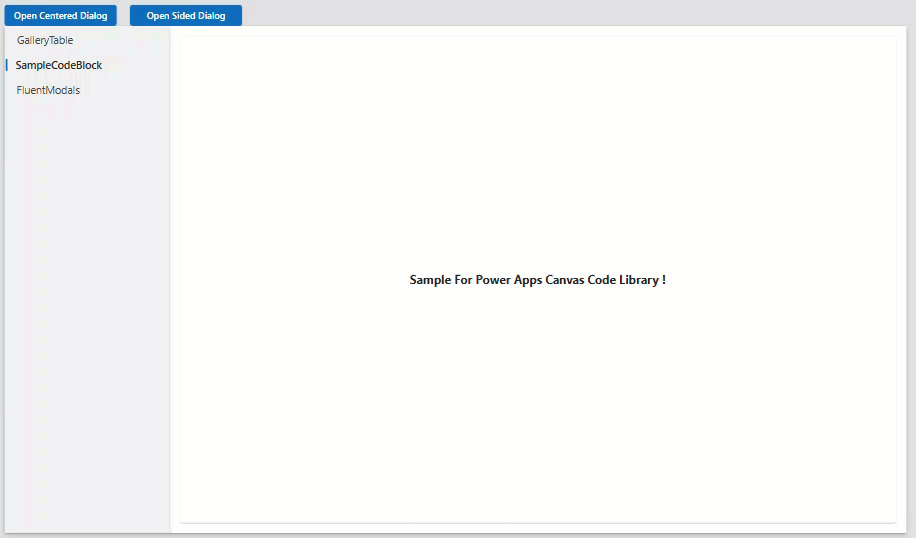 Open Centered Dialog
Open Sided Dialog
GalleryTable
SampleCodeBlock
FluentModals
Sample For Power Apps Canvas Code Library !